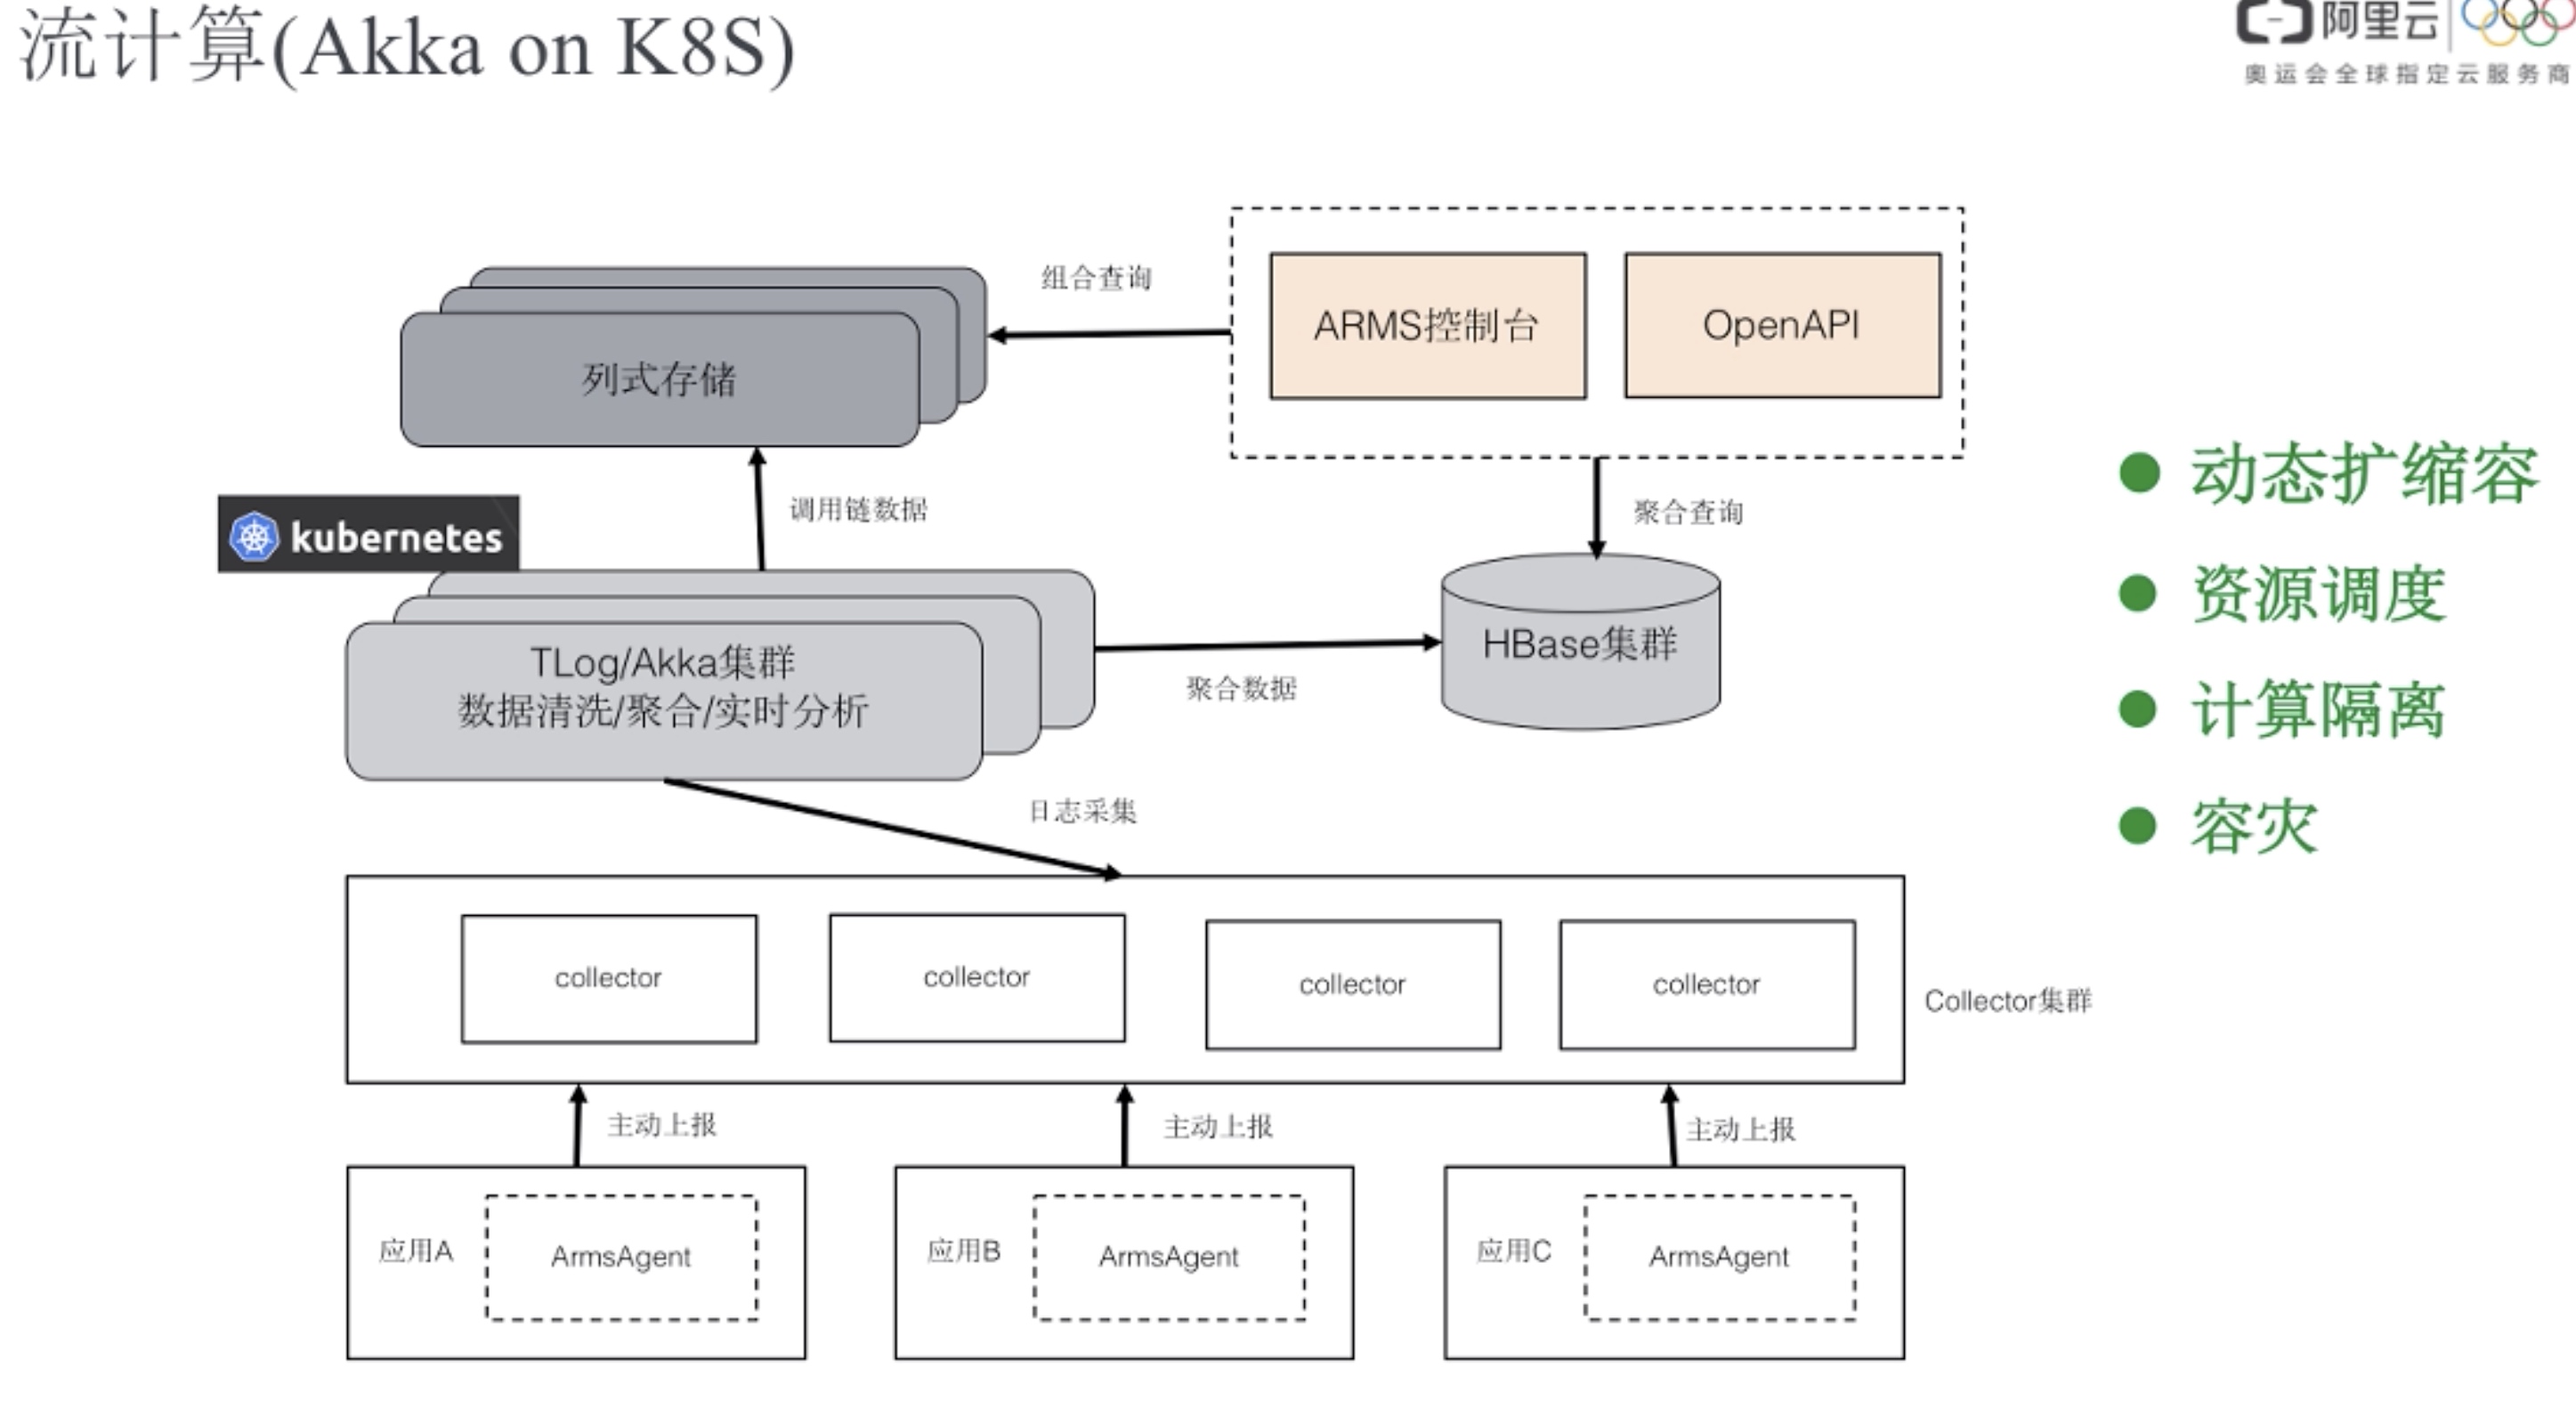 流计算(Akka on K8S)
阿里云
奥运会全球指定云服务商
组合查询
ARMS控制台
OpenAPI
列式存储
调用链数据
聚合查询
kubernetes
TLog/Akka集群
数据清洗/聚合/实时分析
聚合数据
HBase集群
动态扩缩容
资源调度
计算隔离
容灾
日志采集
collector
collector
collector
collector
Collector集群
主动上报
主动上报
主动上报
应用A
ArmsAgent
应用B
ArmsAgent
应用C
ArmsAgent